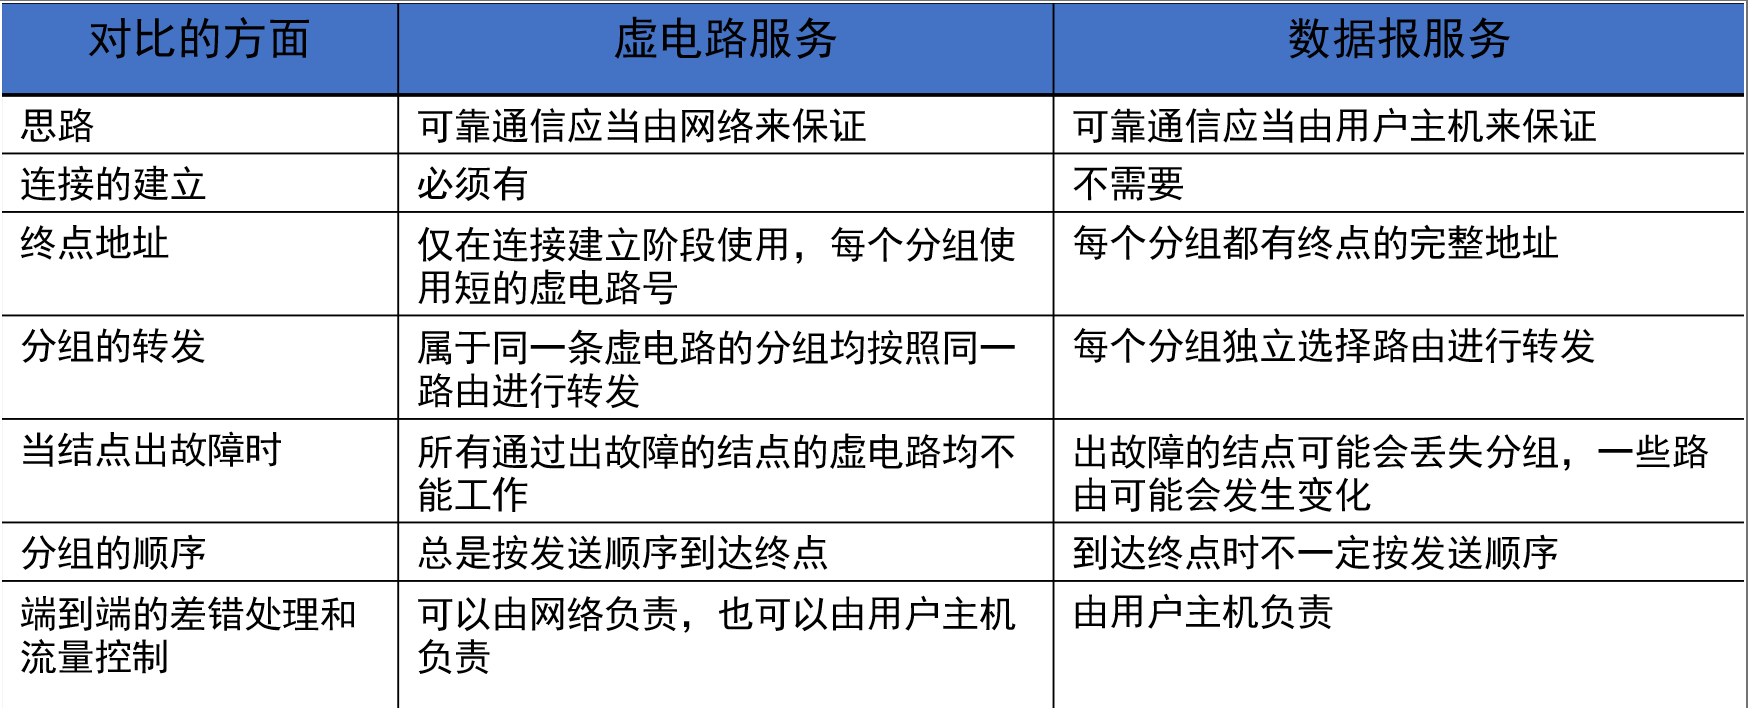 对比的方面 虚电路服务 数据报服务
思路 可靠通信应当由网络来保证 可靠通信应当由用户主机来保证
连接的建立 必须有 不需要
终点地址 仅在连接建立阶段使用，每个分组使 每个分组都有终点的完整地址
用短的虚电路号
分组的转发 属于同一条虚电路的分组均按照同一 每个分组独立选择路由进行转发
路由进行转发
当结点出故障时 所有通过出故障的结点的虚电路均不 出故障的结点可能会丢失分组，一些路
能工作 由可能会发生变化
分组的顺序 总是按发送顺序到达终点 到达终点时不一定按发送顺序
端到端的差错处理和 可以由网络负责，也可以由用户主机 由用户主机负责
流量控制 负责